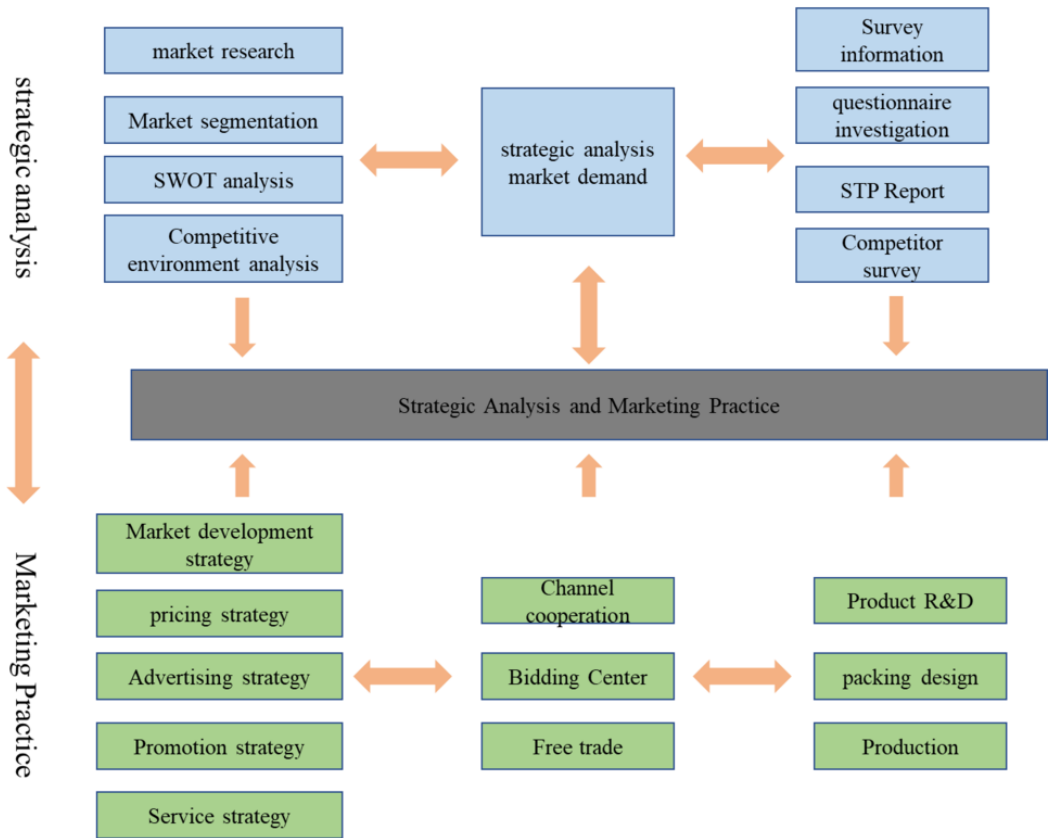 strategic analysis
market research
Market segmentation
SWOT analysis
Competitive
environment analysis
strategic analysis
market demand
Survey
information
questionnaire
investigation
STP Report
Competitor
survey
Strategic Analysis and Marketing Practice
Marketing Practice
Market development
strategy
pricing strategy
Advertising strategy
Promotion strategy
Service strategy
Channel
cooperation
Bidding Center
Free trade
Product R&D
packing design
Production